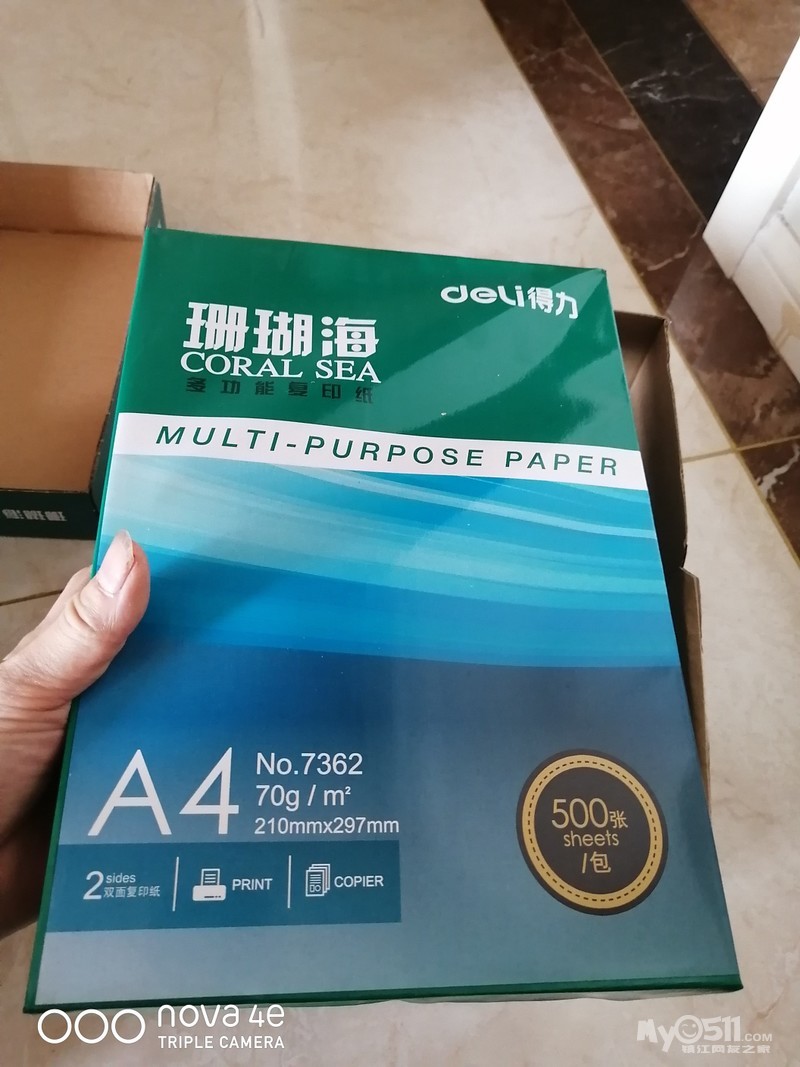 deli得力
珊瑚海
CORAL SEA
多功能复印纸
MULTI-PURPOSE PAPER
A4
No.7362
70g / m²
210mmx297mm
500张
sheets
/包
2 sides
双面复印纸
PRINT
COPIER
nova 4e
TRIPLE CAMERA
My0511.COM
镇江网友之家